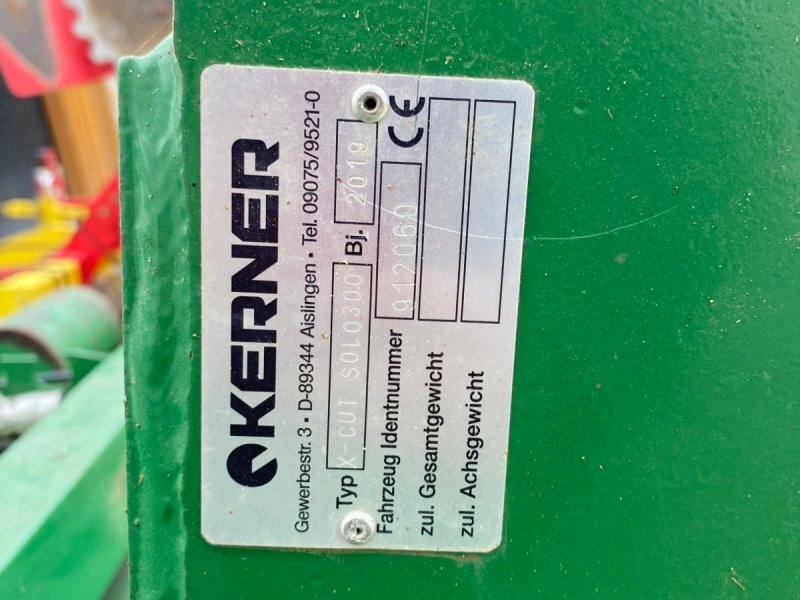 KERNER
Gewerbestr. 3 • D-89344 Aislingen • Tel. 09075/9521-0
Typ X-CUT SOLO300 Bj. 2019
Fahrzeug Identnummer 912060 CE
zul. Gesamtgewicht
zul. Achsgewicht